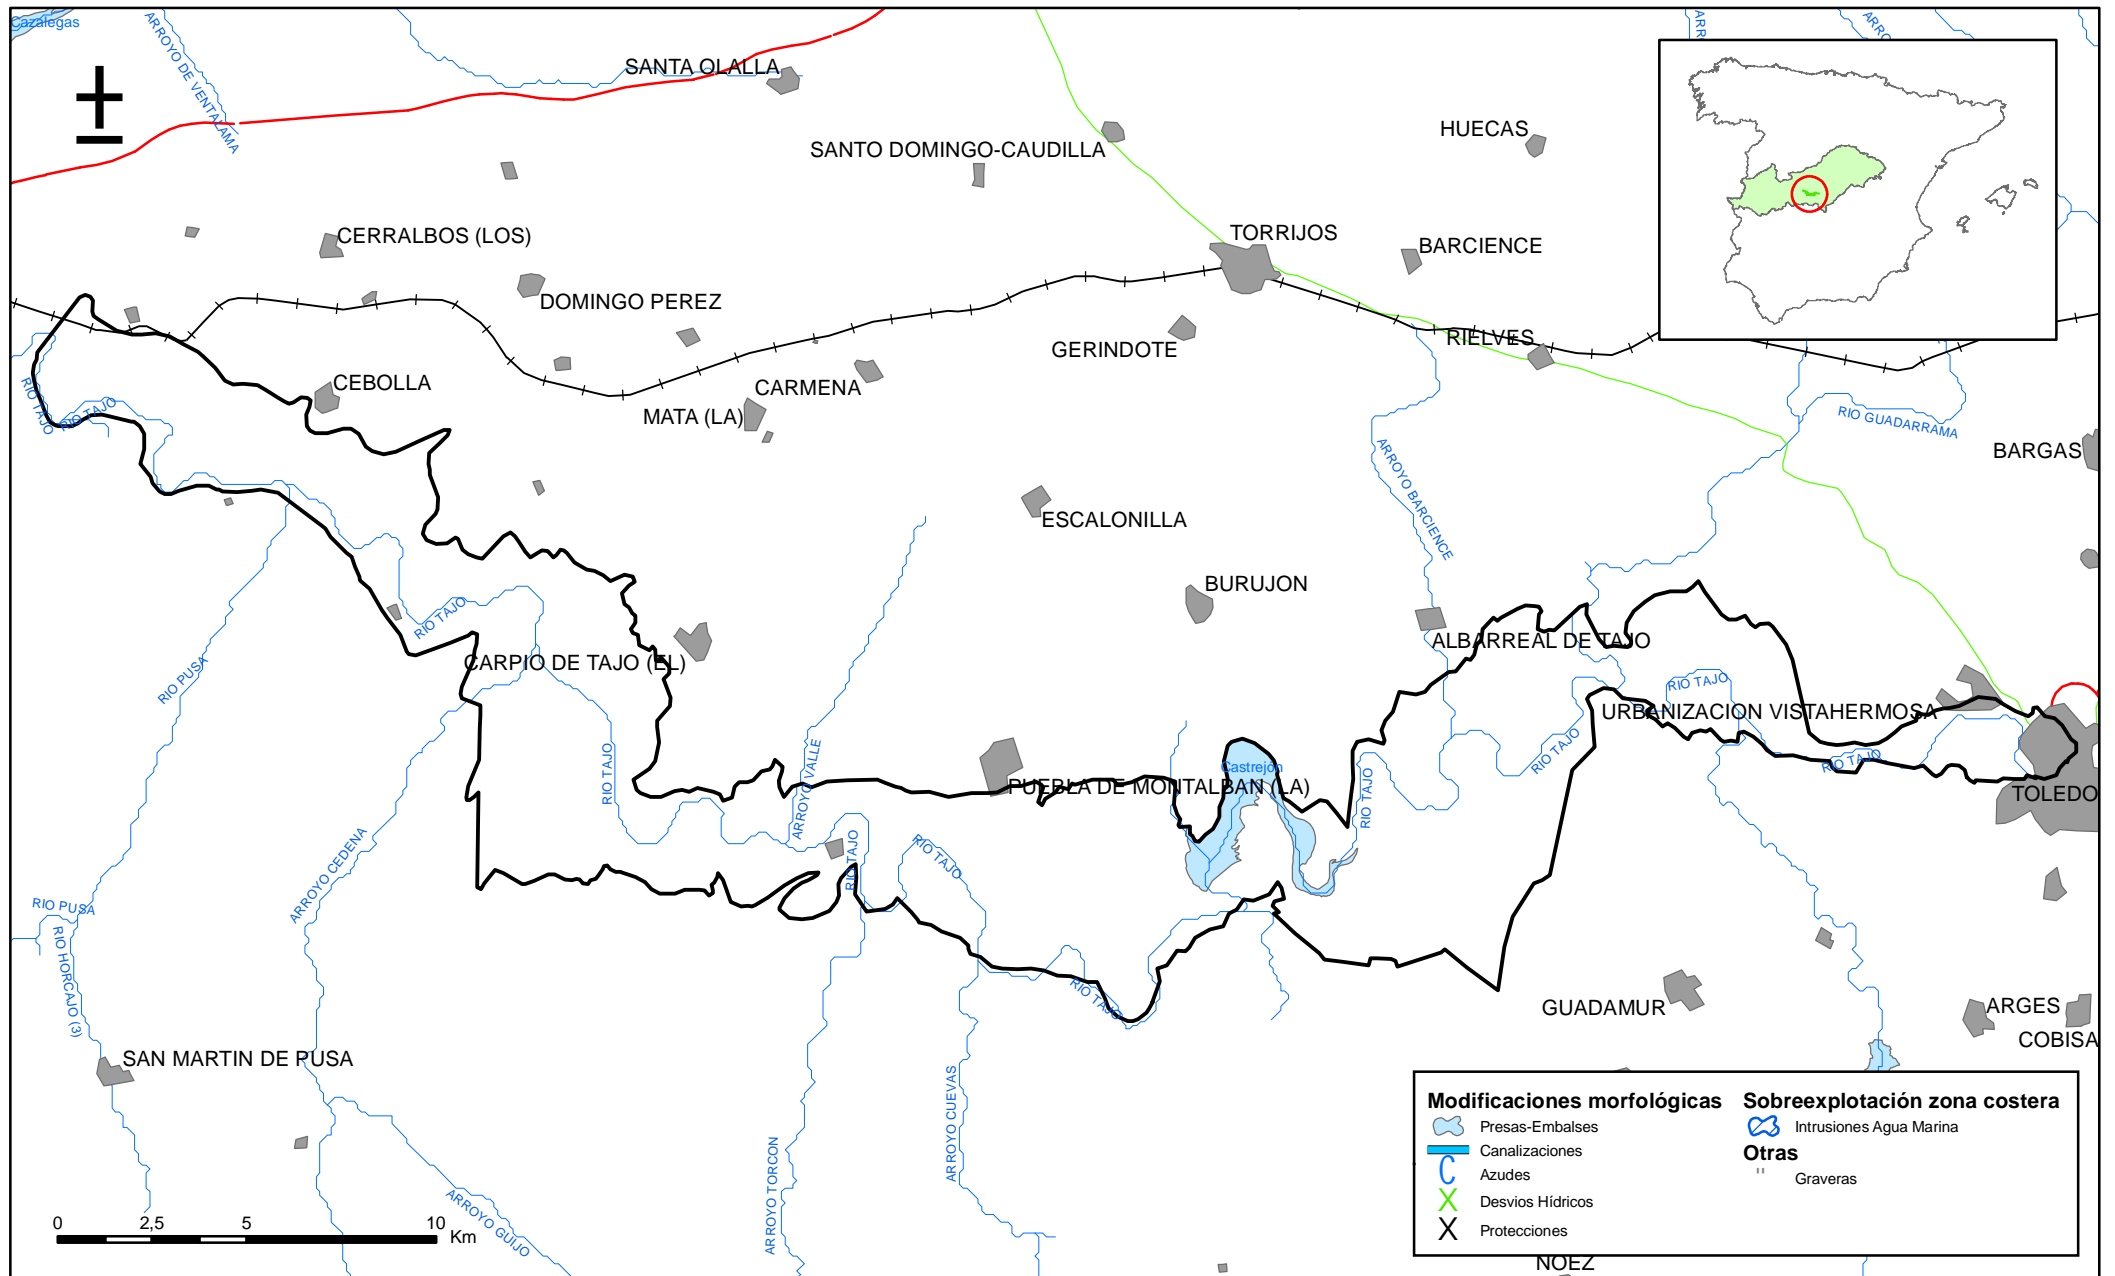 Cazalegas
ARROYO DE VENTALAMA
SANTA OLALLA
SANTO DOMINGO-CAUDILLA
HUECAS
CERRALBOS (LOS)
TORRIJOS
BARCIENCE
DOMINGO PEREZ
GERINDOTE
RIELVES
CEBOLLA
CARMENA
MATA (LA)
RIO TAJO
RIO TAJO
RIO GUADARRAMA
BARGAS
ARROYO BARCIENCE
ESCALONILLA
BURUJON
RIO TAJO
ALBARREAL DE TAJO
CARPIO DE TAJO (EL)
RIO PUSA
RIO TAJO
URBANIZACION VISTAHERMOSA
RIO TAJO
RIO TAJO
RIO TAJO
Castrejón
PUEBLA DE MONTALBAN (LA)
RIO TAJO
TOLEDO
ARROYO VALLE
ARROYO CEDENA
RIO TAJO
RIO TAJO
RIO PUSA
RIO HORCAJO (3)
RIO TAJO
GUADAMUR
ARGES
COBISA
SAN MARTIN DE PUSA
ARROYO CUEVAS
ARROYO TORCON
ARROYO GUIJO
Modificaciones morfológicas
Presas-Embalses
Canalizaciones
Azudes
Desvios Hídricos
Protecciones
Sobreexplotación zona costera
Intrusiones Agua Marina
Otras
Graveras
0 2,5 5 10
Km
NOEZ